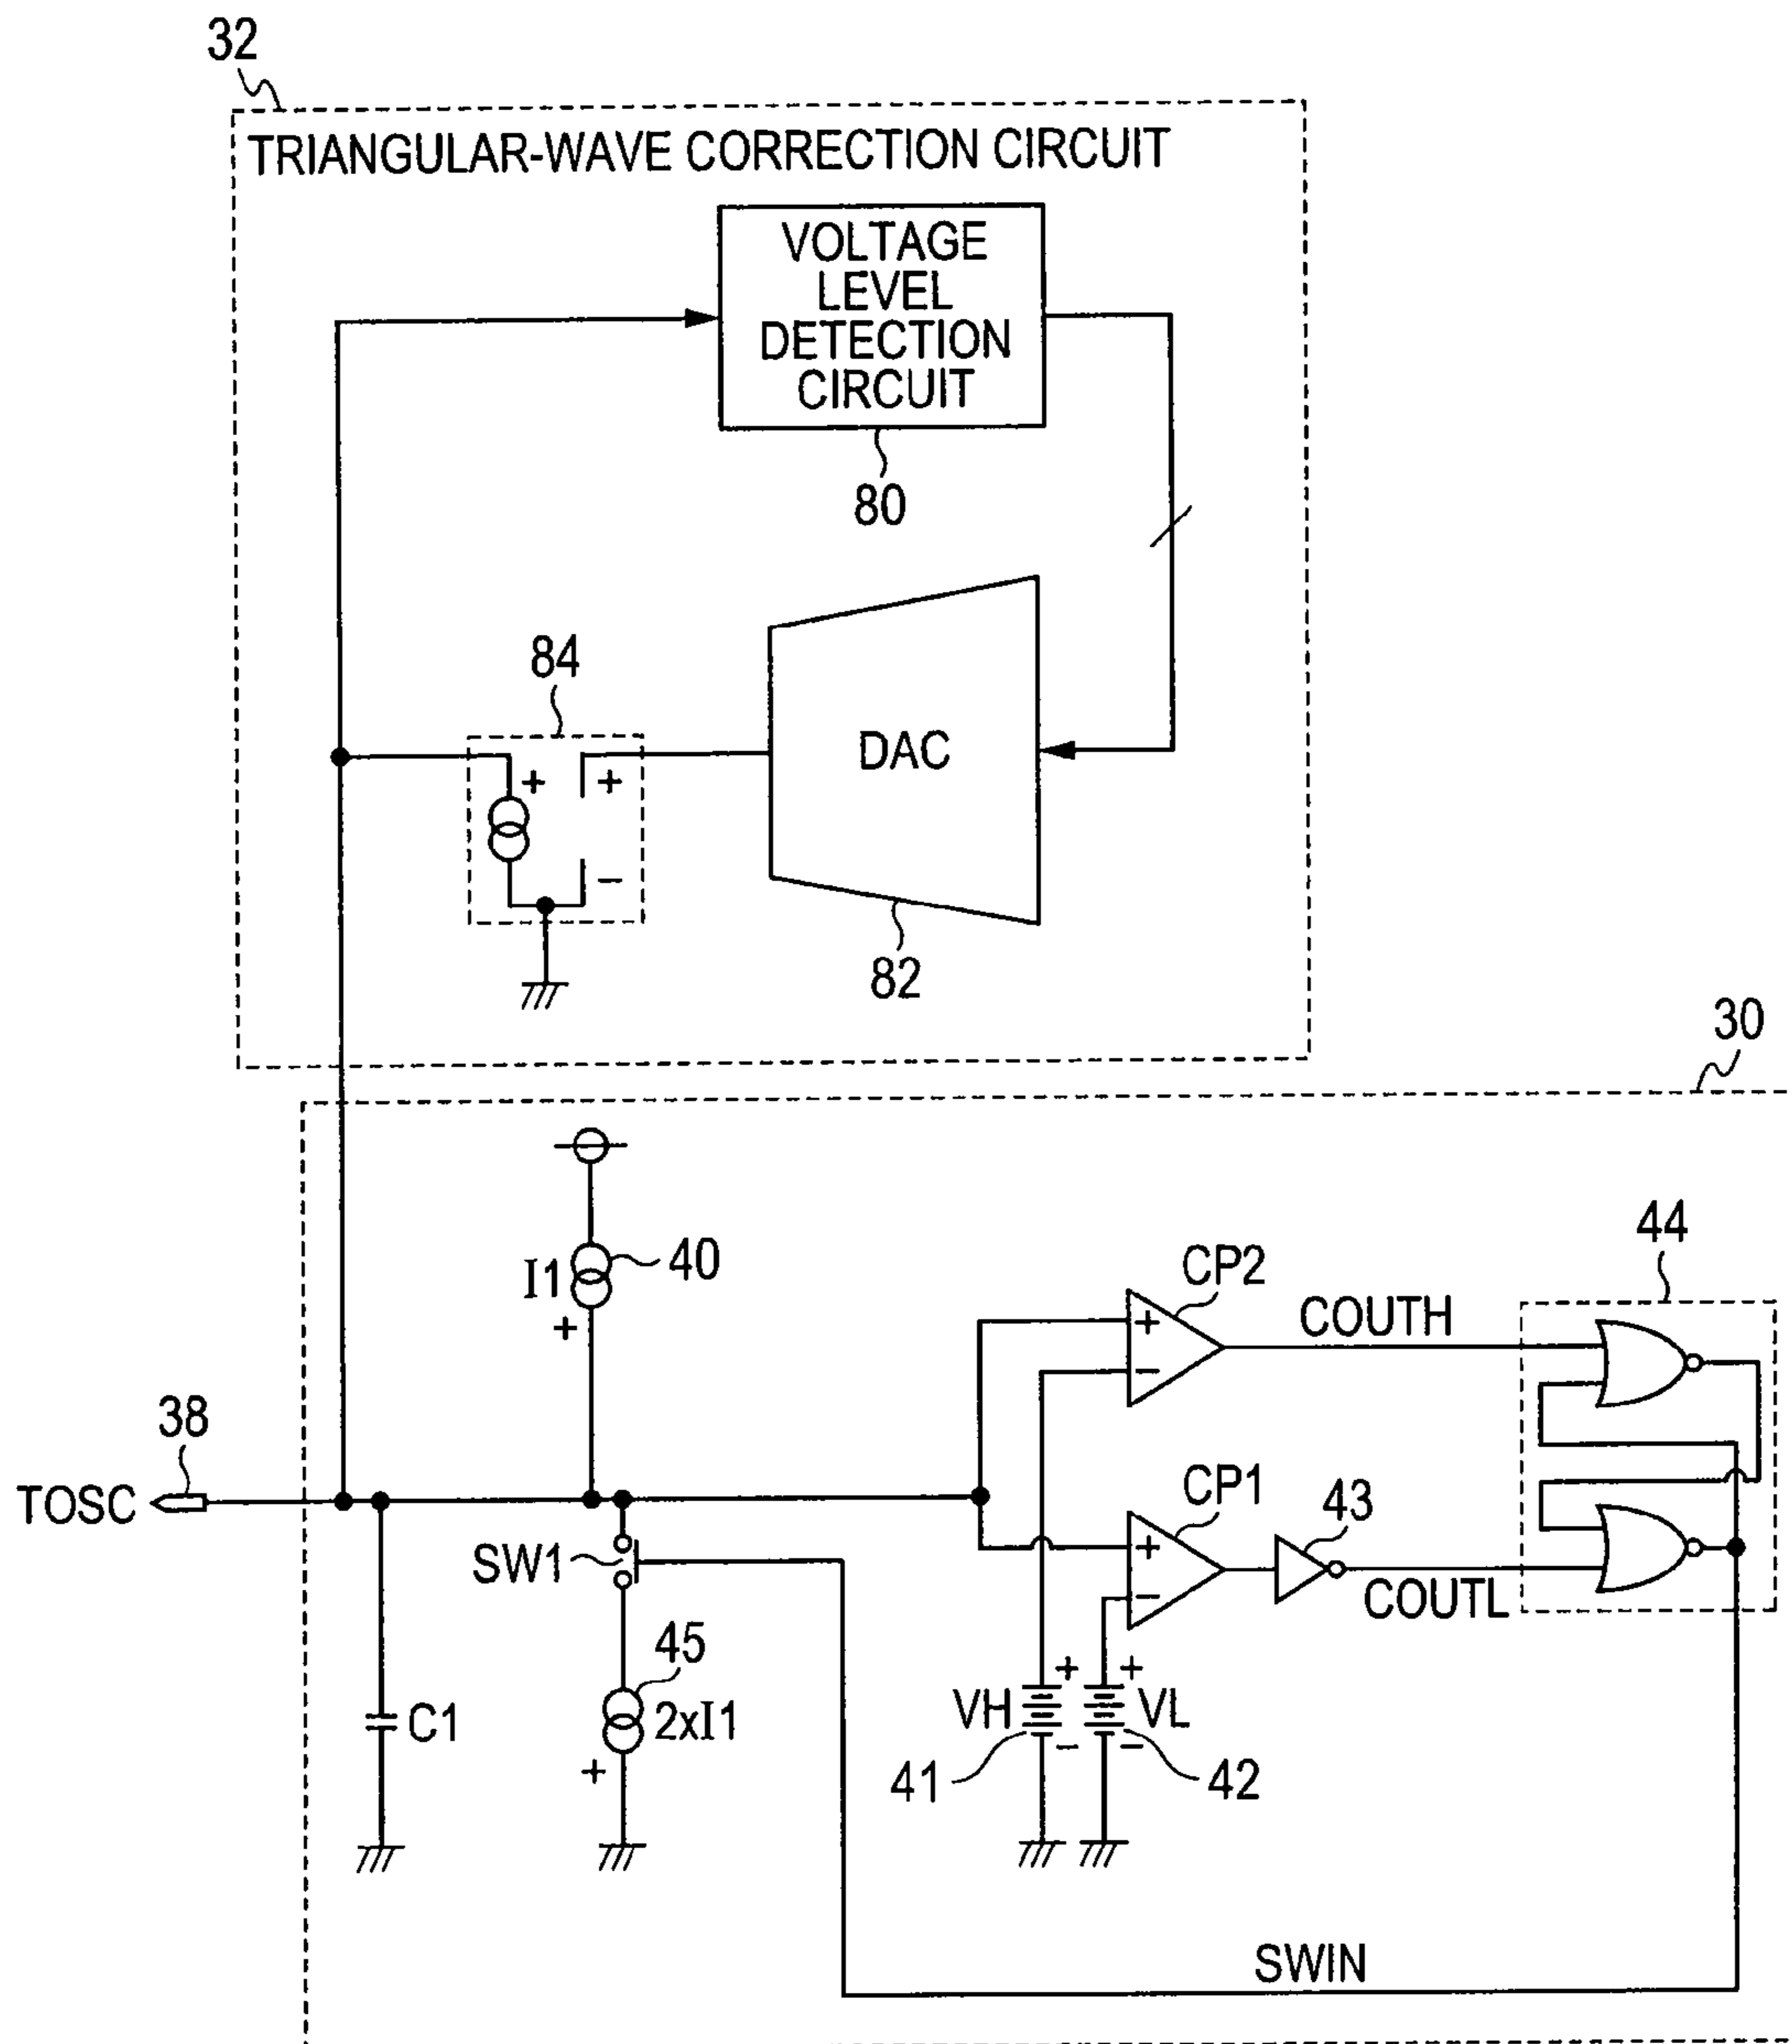 32
TRIANGULAR-WAVE CORRECTION CIRCUIT
VOLTAGE
LEVEL
DETECTION
CIRCUIT
80
84
+
+
DAC
−
82
30
40
I1
+
44
CP2
COUTH
+
−
38
TOSC
CP1
43
+
−
COUTL
SW1
45
2xI1
+
C1
+
+
VH
VL
−
−
41
42
SWIN